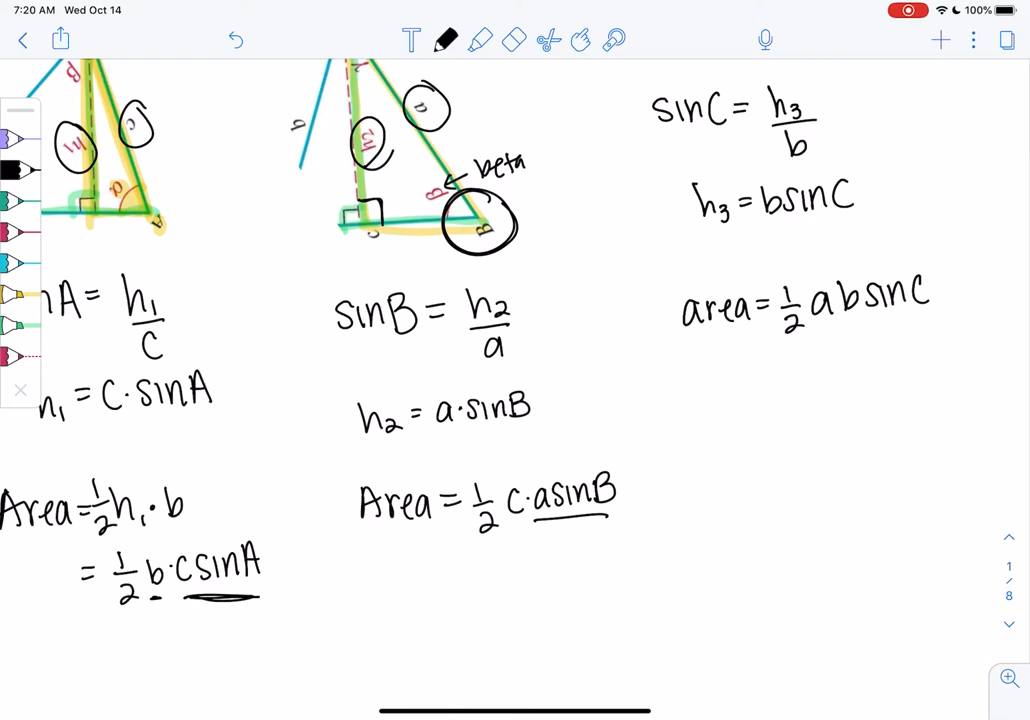 7:20 AM Wed Oct 14
100%
β
h₁
c
α
A
b
γ
h₂
a
β
beta
c
B
sinC = h₃/b
h₃ = bsinC
area = 1/2 absinC
A = h₁/c
h₁ = c·sinA
Area = 1/2 h₁·b
= 1/2 b·csinA
sinB = h₂/a
h₂ = a·sinB
Area = 1/2 c·asinB
1
/
8